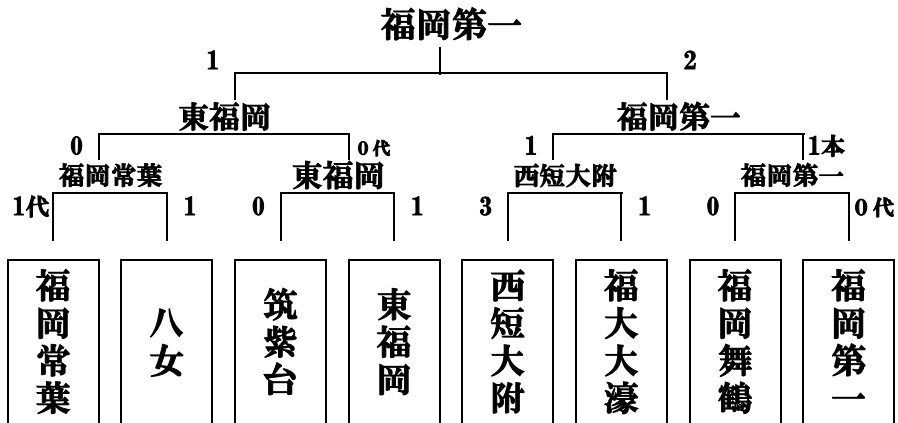 福岡第一
1
2
東福岡
福岡第一
0
0代
1
1本
福岡常葉
東福岡
西短大附
福岡第一
1代
1
0
1
3
1
0
0代
福岡常葉
八女
筑紫台
東福岡
西短大附
福大大濠
福岡舞鶴
福岡第一